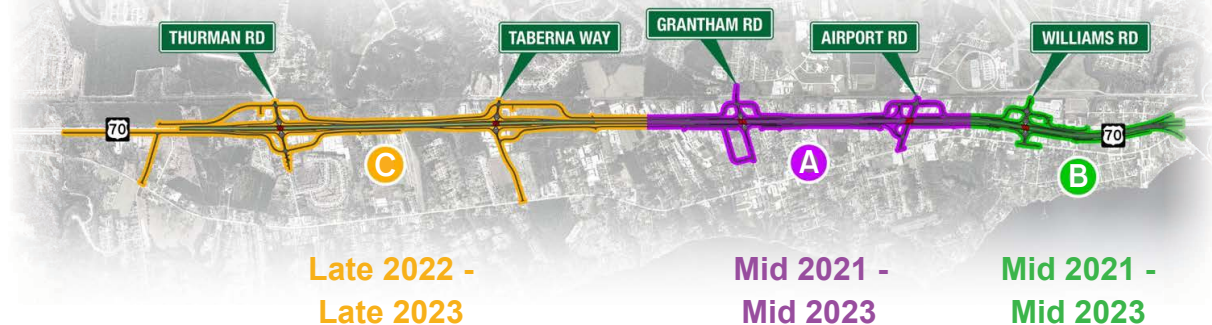 THURMAN RD
TABERNA WAY
GRANTHAM RD
AIRPORT RD
WILLIAMS RD
70
70
C
A
B
Late 2022 -
Late 2023
Mid 2021 -
Mid 2023
Mid 2021 -
Mid 2023